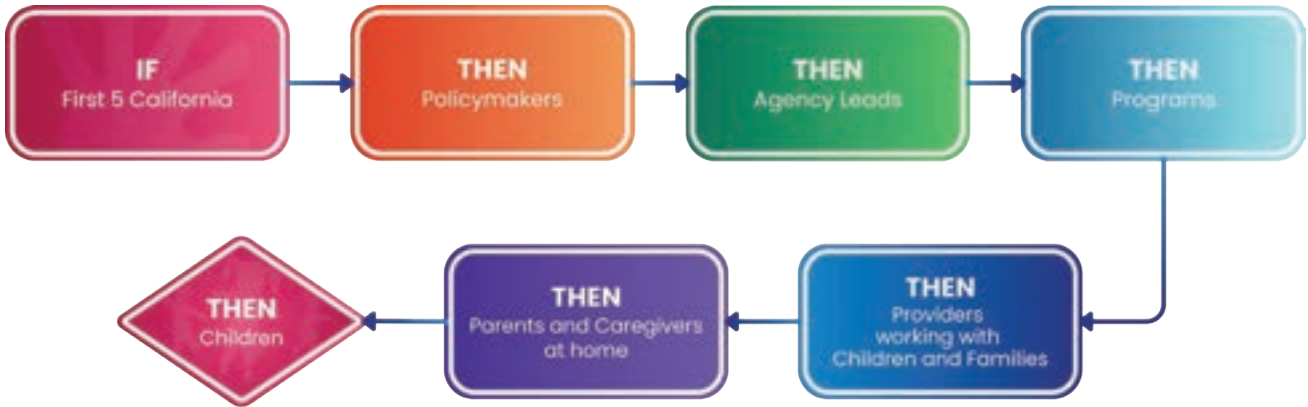 IF
First 5 California
THEN
Policymakers
THEN
Agency Leads
THEN
Programs
THEN
Providers
working with
Children and Families
THEN
Parents and Caregivers
at home
THEN
Children